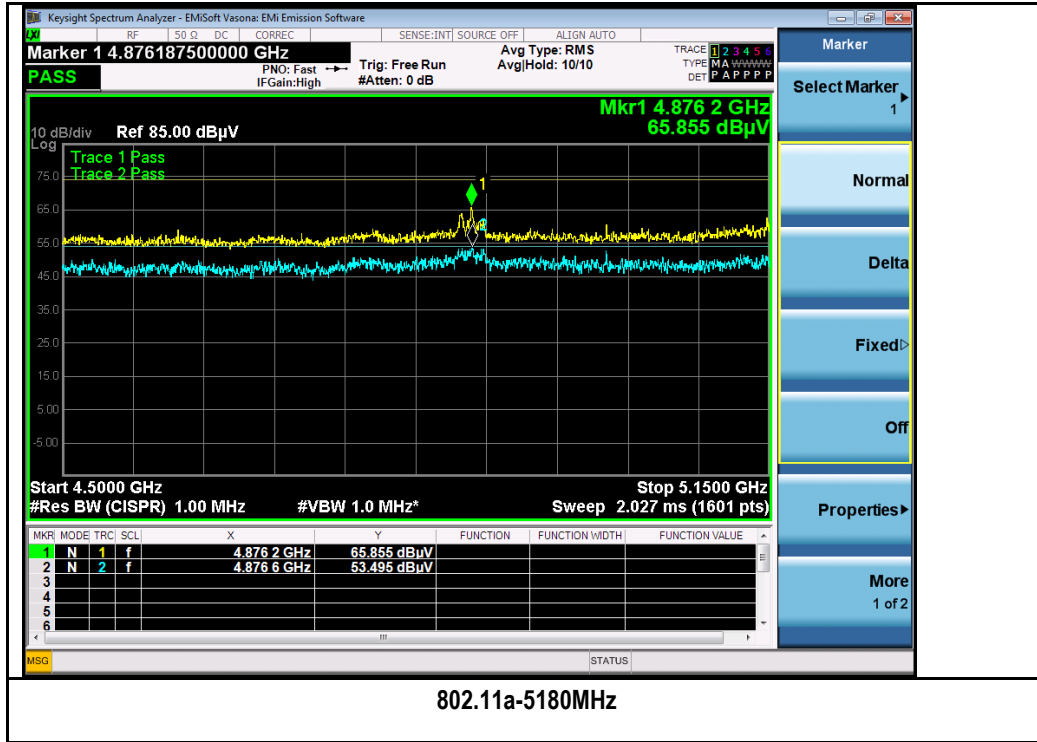 Keysight Spectrum Analyzer - EMiSoft Vasona: EMi Emission Software
LXI RF 50 Ω DC CORREC SENSE:INT SOURCE OFF ALIGN AUTO
Marker 1 4.876187500000 GHz
PASS
PNO: Fast
IFGain:High
Trig: Free Run
#Atten: 0 dB
Avg Type: RMS
Avg|Hold: 10/10
TRACE 1 2 3 4 5 6
TYPE M A W W W W
DET P A P P P P
Mkr1 4.876 2 GHz
65.855 dBµV
10 dB/div Ref 85.00 dBµV
Log
Trace 1 Pass
Trace 2 Pass
75.0
65.0
55.0
45.0
35.0
25.0
15.0
5.00
-5.00
1
2
Start 4.5000 GHz Stop 5.1500 GHz
#Res BW (CISPR) 1.00 MHz #VBW 1.0 MHz* Sweep 2.027 ms (1601 pts)
MKR MODE TRC SCL X Y FUNCTION FUNCTION WIDTH FUNCTION VALUE
1 N 1 f 4.876 2 GHz 65.855 dBµV
2 N 2 f 4.876 6 GHz 53.495 dBµV
3
4
5
6
MSG STATUS
Marker
Select Marker
1
Normal
Delta
Fixed
Off
Properties
More
1 of 2
802.11a-5180MHz